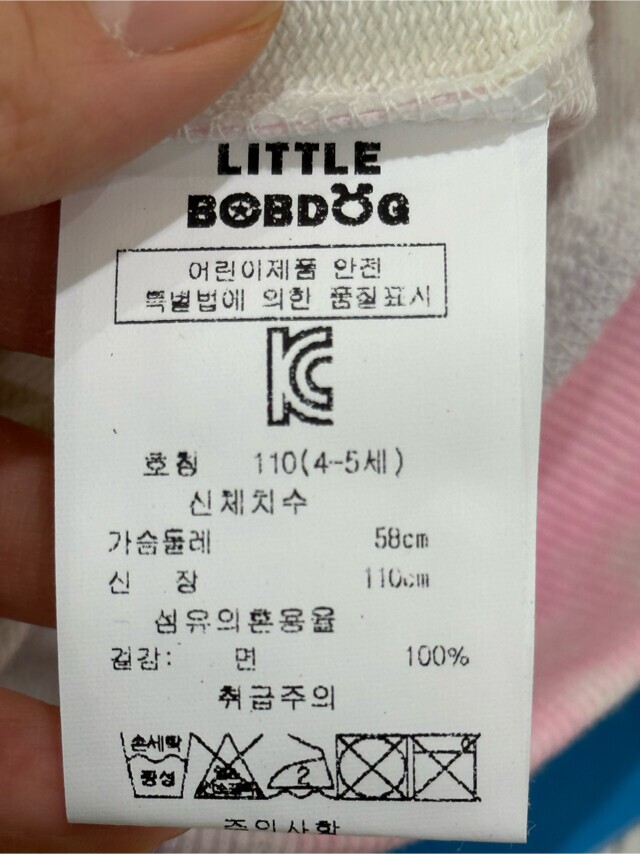 LITTLE
BOBDOG
어린이제품 안전
특별법에 의한 품질표시
KC
호칭 110(4-5세)
신체치수
가슴둘레 58cm
신 장 110cm
섬유의혼용율
겉감: 면 100%
취급주의
손세탁
중성
2
주의사항